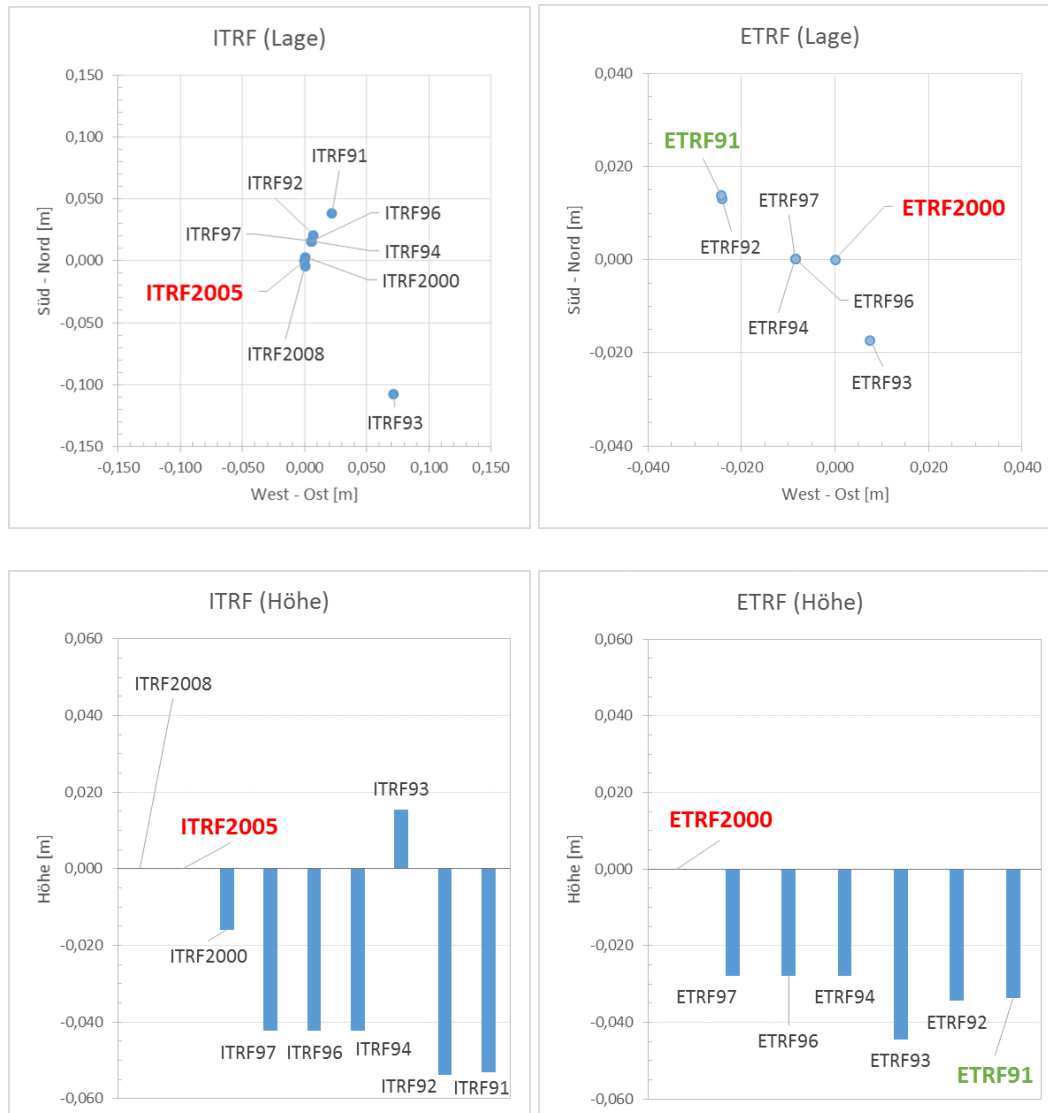 ITRF (Lage)
0,150
0,100
0,050
0,000
-0,050
-0,100
-0,150
Süd - Nord [m]
ITRF91
ITRF92
ITRF96
ITRF97
ITRF94
ITRF2000
ITRF2005
ITRF2008
ITRF93
-0,150
-0,100
-0,050
0,000
0,050
0,100
0,150
West - Ost [m]
ETRF (Lage)
0,040
0,020
0,000
-0,020
-0,040
Süd - Nord [m]
ETRF91
ETRF97
ETRF2000
ETRF92
ETRF96
ETRF94
ETRF93
-0,040
-0,020
0,000
0,020
0,040
West - Ost [m]
ITRF (Höhe)
0,060
0,040
0,020
0,000
-0,020
-0,040
-0,060
Höhe [m]
ITRF2008
ITRF93
ITRF2005
ITRF2000
ITRF97
ITRF96
ITRF94
ITRF92
ITRF91
ETRF (Höhe)
0,060
0,040
0,020
0,000
-0,020
-0,040
-0,060
Höhe [m]
ETRF2000
ETRF97
ETRF96
ETRF94
ETRF93
ETRF92
ETRF91